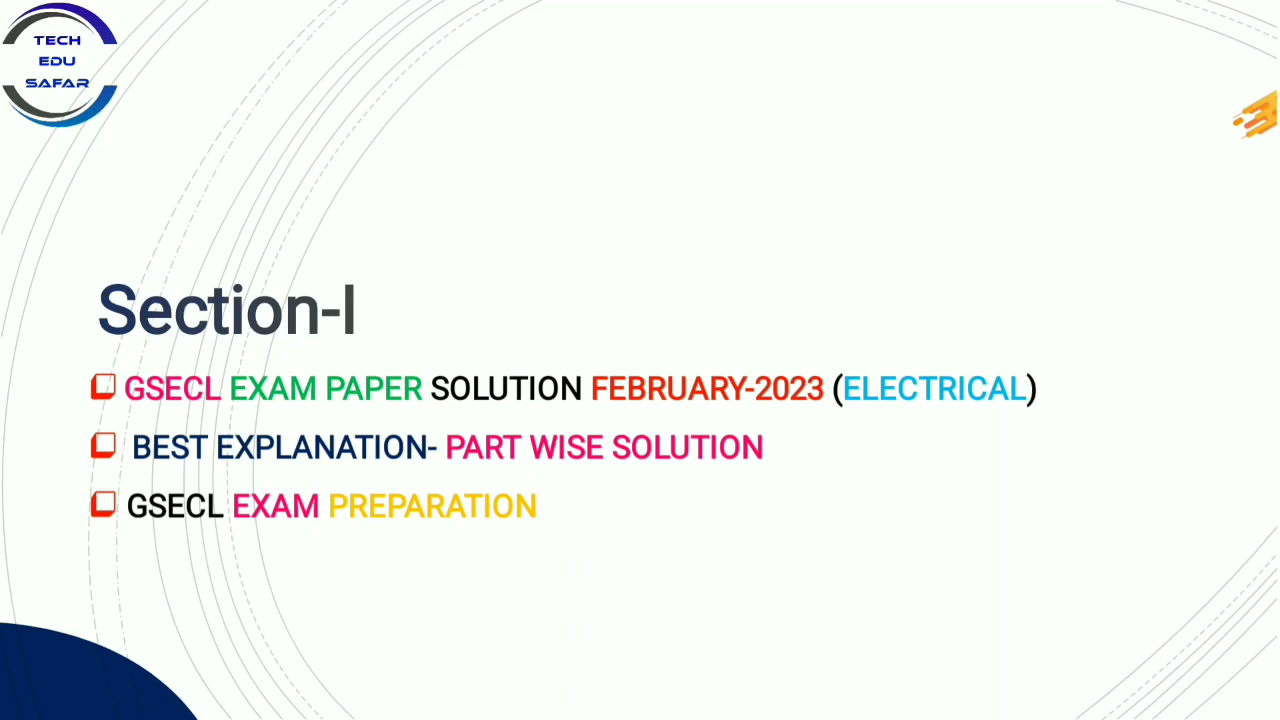 TECH
EDU
SAFAR
Section-I
GSECL EXAM PAPER SOLUTION FEBRUARY-2023 (ELECTRICAL)
BEST EXPLANATION- PART WISE SOLUTION
GSECL EXAM PREPARATION